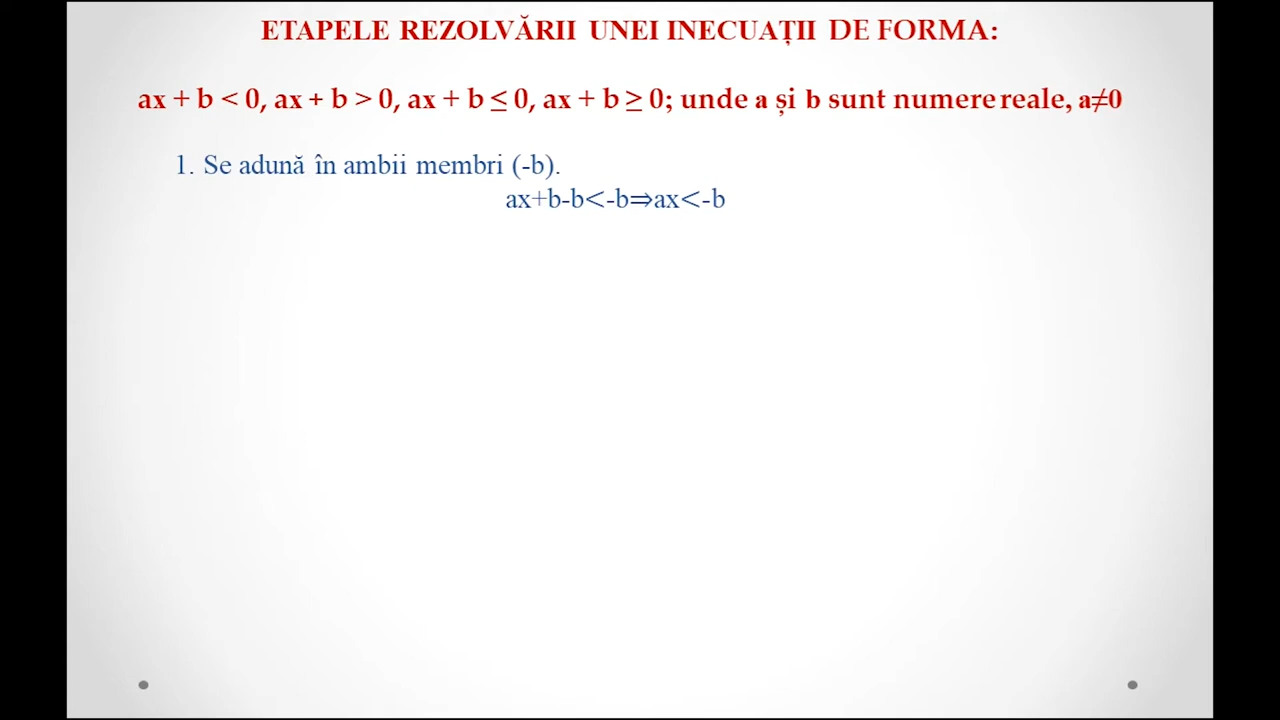 ETAPELE REZOLVĂRII UNEI INECUAȚII DE FORMA:
ax + b < 0, ax + b > 0, ax + b ≤ 0, ax + b ≥ 0; unde a și b sunt numere reale, a≠0
1. Se adună în ambii membri (-b).
ax+b-b<-b⇒ax<-b